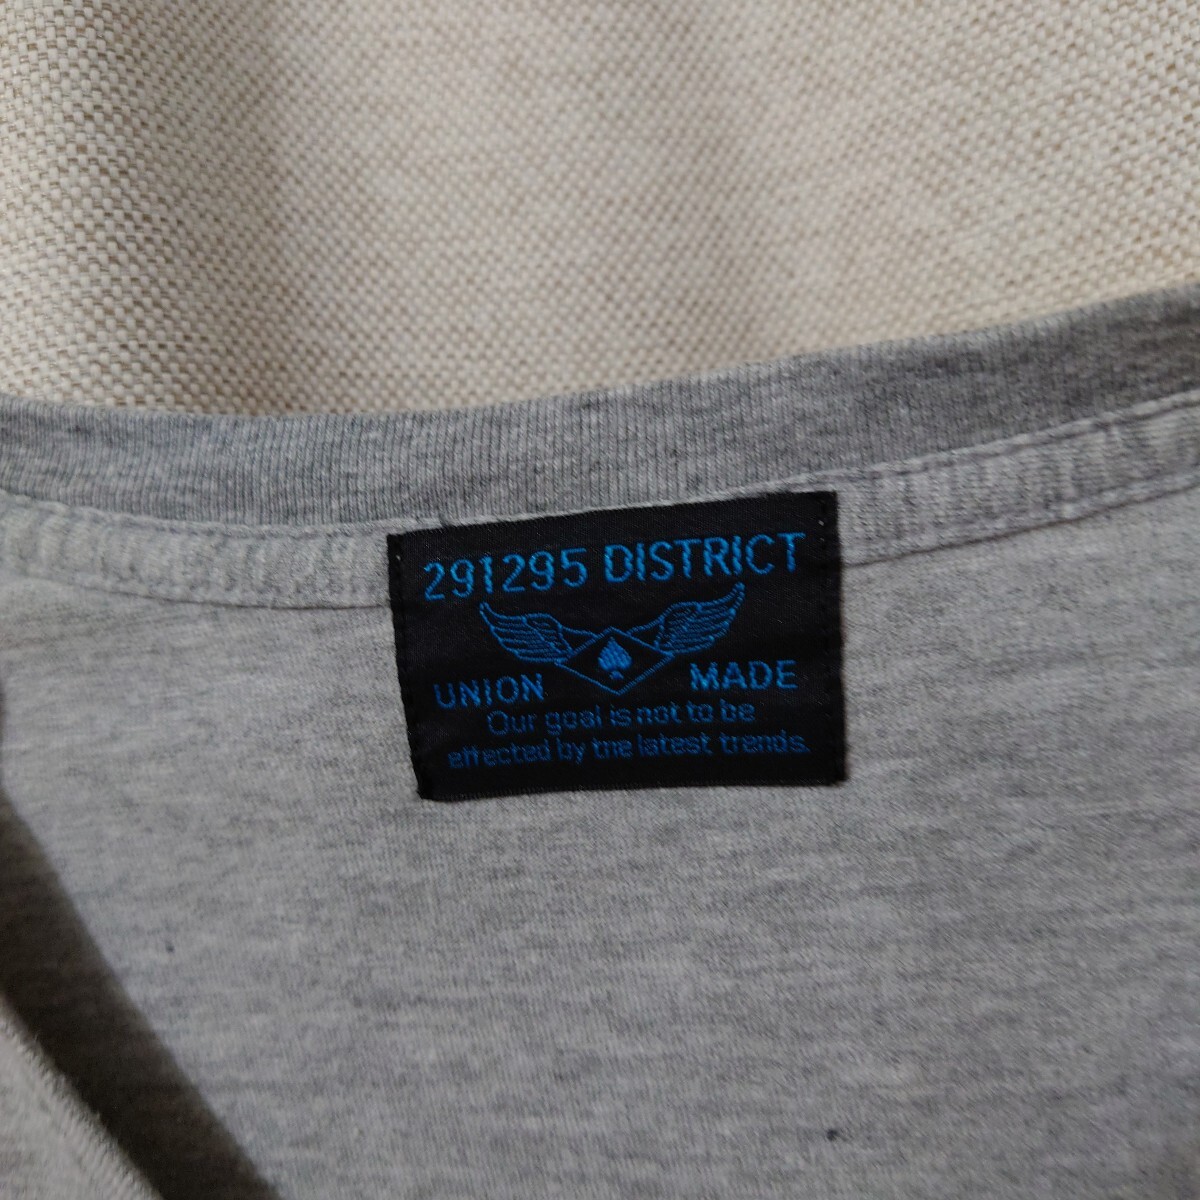 291295 DISTRICT
UNION MADE
Our goal is not to be
effected by the latest trends.